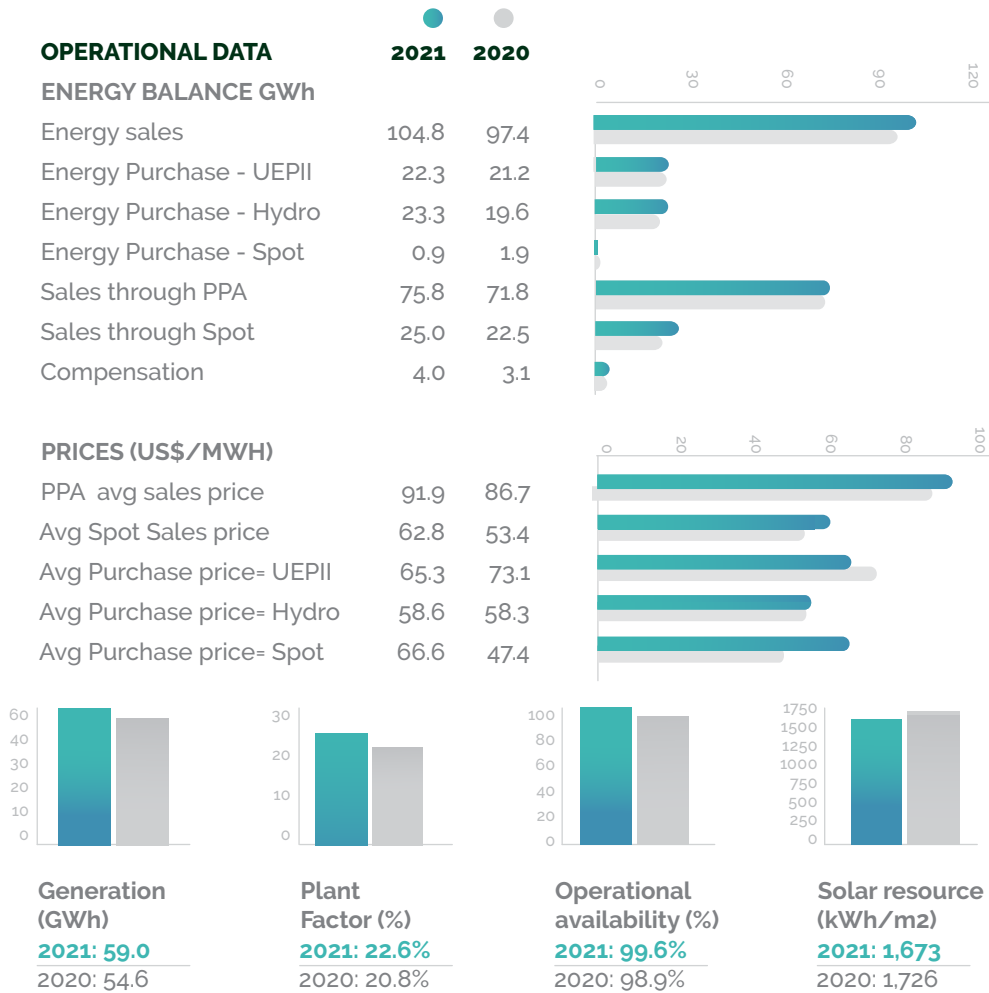 OPERATIONAL DATA 2021 2020
ENERGY BALANCE GWh
0 30 60 90 120
Energy sales 104.8 97.4
Energy Purchase - UEPII 22.3 21.2
Energy Purchase - Hydro 23.3 19.6
Energy Purchase - Spot 0.9 1.9
Sales through PPA 75.8 71.8
Sales through Spot 25.0 22.5
Compensation 4.0 3.1
PRICES (US$/MWH)
0 20 40 60 80 100
PPA avg sales price 91.9 86.7
Avg Spot Sales price 62.8 53.4
Avg Purchase price= UEPII 65.3 73.1
Avg Purchase price= Hydro 58.6 58.3
Avg Purchase price= Spot 66.6 47.4
60
40
30
20
10
0
Generation
(GWh)
2021: 59.0
2020: 54.6
30
20
10
0
Plant
Factor (%)
2021: 22.6%
2020: 20.8%
100
80
60
40
20
0
Operational
availability (%)
2021: 99.6%
2020: 98.9%
1750
1500
1250
1000
750
500
250
0
Solar resource
(kWh/m2)
2021: 1,673
2020: 1,726